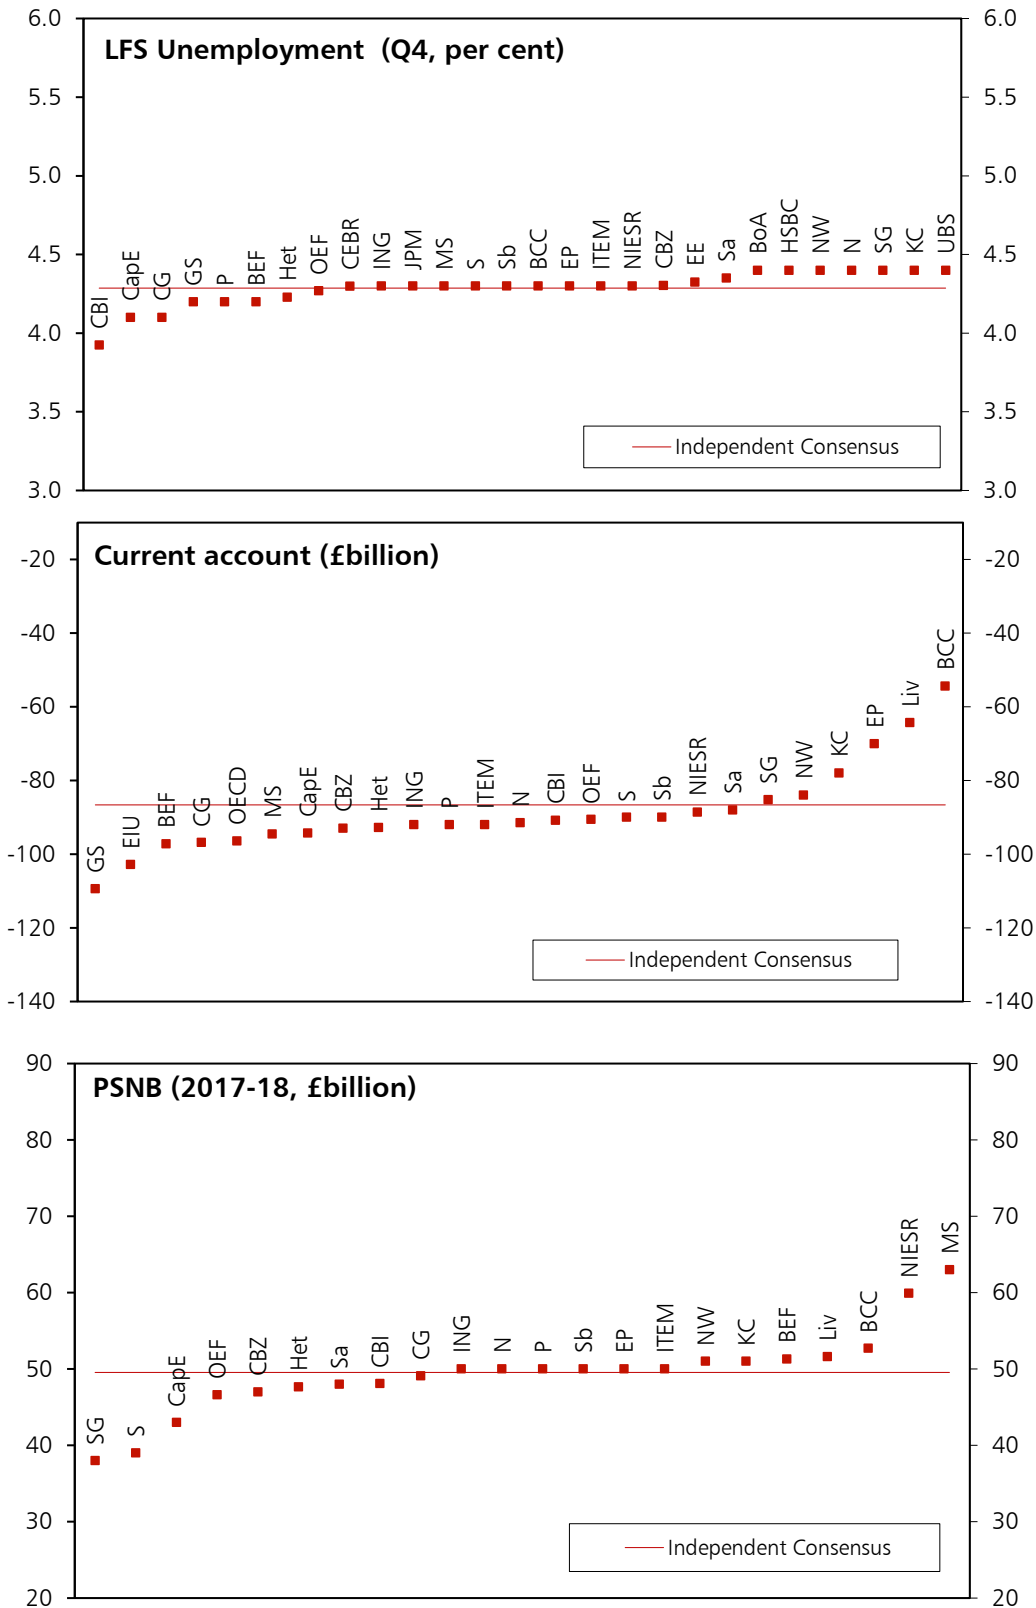 LFS Unemployment (Q4, per cent)
6.0 6.0
5.5 5.5
5.0 5.0
4.5 4.5
4.0 4.0
3.5 3.5
3.0 3.0
CBI CapE CG GS P BEF Het OEF CEBR ING JPM MS S Sb BCC EP ITEM NIESR CBZ EE Sa BoA HSBC NW N SG KC UBS
Independent Consensus
Current account (£billion)
-20 -20
-40 -40
-60 -60
-80 -80
-100 -100
-120 -120
-140 -140
GS EIU BEF CG OECD MS CapE CBZ Het ING P ITEM N CBI OEF S Sb NIESR Sa SG NW KC EP Liv BCC
Independent Consensus
PSNB (2017-18, £billion)
90 90
80 80
70 70
60 60
50 50
40 40
30 30
20 20
SG S CapE OEF CBZ Het Sa CBI CG ING N P Sb EP ITEM NW KC BEF Liv BCC NIESR MS
Independent Consensus